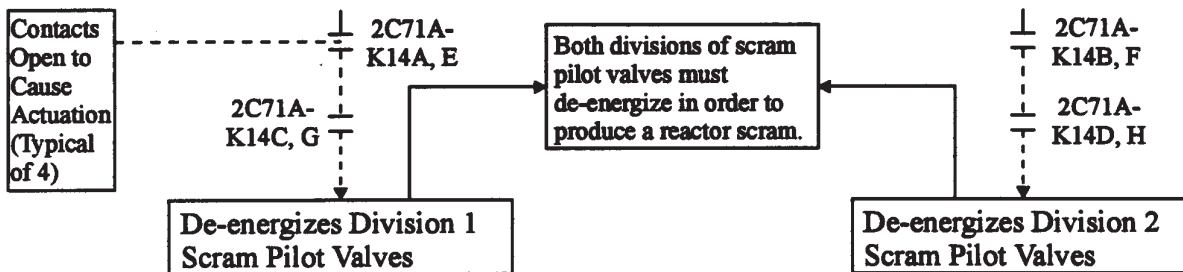 Contacts
Open to
Cause
Actuation
(Typical
of 4)
2C71A-
K14A, E
2C71A-
K14C, G
Both divisions of scram
pilot valves must
de-energize in order to
produce a reactor scram.
2C71A-
K14B, F
2C71A-
K14D, H
De-energizes Division 1
Scram Pilot Valves
De-energizes Division 2
Scram Pilot Valves